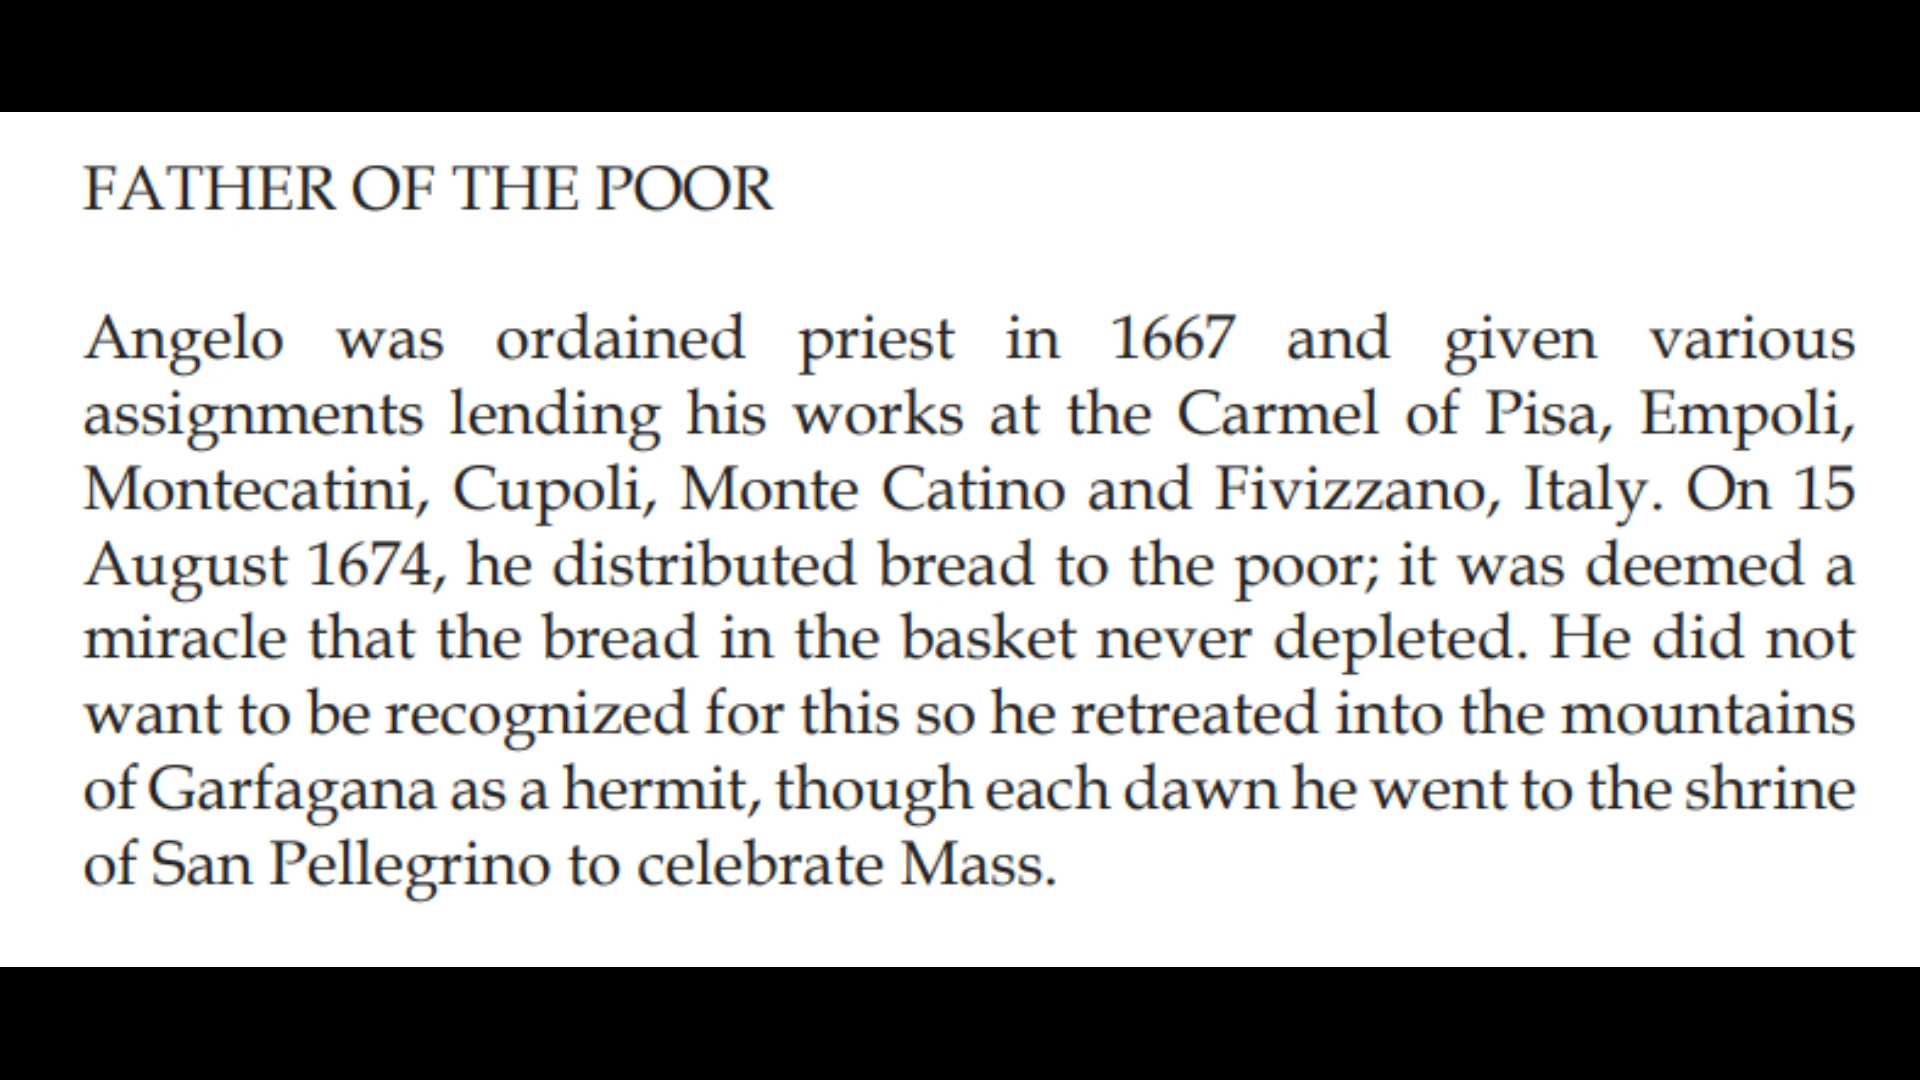 FATHER OF THE POOR
Angelo was ordained priest in 1667 and given various
assignments lending his works at the Carmel of Pisa, Empoli,
Montecatini, Cupoli, Monte Catino and Fivizzano, Italy. On 15
August 1674, he distributed bread to the poor; it was deemed a
miracle that the bread in the basket never depleted. He did not
want to be recognized for this so he retreated into the mountains
of Garfagana as a hermit, though each dawn he went to the shrine
of San Pellegrino to celebrate Mass.